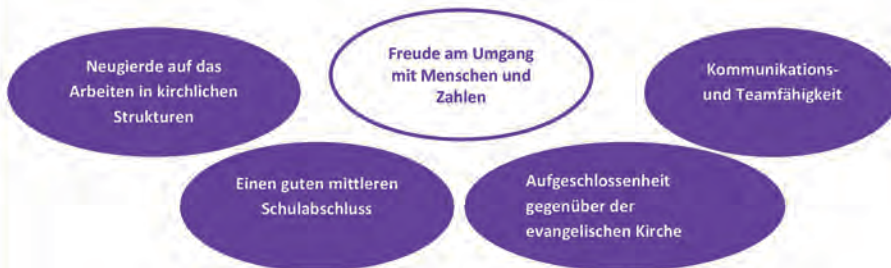 Neugierde auf das
Arbeiten in kirchlichen
Strukturen
Freude am Umgang
mit Menschen und
Zahlen
Kommunikations-
und Teamfähigkeit
Einen guten mittleren
Schulabschluss
Aufgeschlossenheit
gegenüber der
evangelischen Kirche